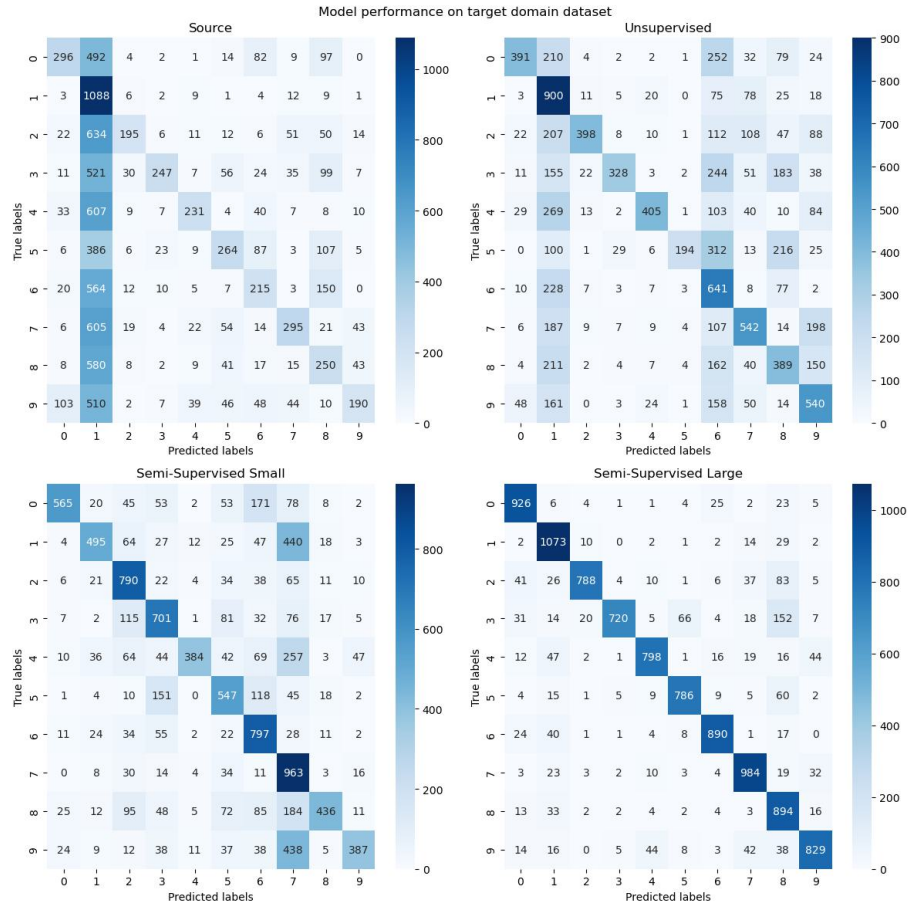 Model performance on target domain dataset
Source
True labels
0 296 492 4 2 1 14 82 9 97 0
1 3 1088 6 2 9 1 4 12 9 1
2 22 634 195 6 11 12 6 51 50 14
3 11 521 30 247 7 56 24 35 99 7
4 33 607 9 7 231 4 40 7 8 10
5 6 386 6 23 9 264 87 3 107 1
6 20 564 12 10 5 7 215 3 150 0
7 6 605 19 4 22 54 14 295 21 43
8 8 580 8 2 9 41 17 15 250 43
9 103 510 2 7 39 46 48 44 10 190
0 1 2 3 4 5 6 7 8 9
Predicted labels
1000
800
600
400
200
0
Unsupervised
True labels
0 391 210 4 2 2 1 252 32 79 24
1 3 900 11 5 20 0 75 78 25 18
2 22 207 398 8 10 1 112 108 47 88
3 11 155 22 328 2 2 244 51 183 38
4 29 269 13 2 405 1 103 40 10 84
5 0 100 1 29 6 194 312 13 216 25
6 10 228 7 3 7 3 641 8 77 2
7 4 187 9 7 9 4 107 542 14 198
8 11 211 4 4 7 4 162 40 389 150
9 48 161 0 3 24 1 158 50 14 540
0 1 2 3 4 5 6 7 8 9
Predicted labels
900
800
700
600
500
400
300
200
100
0
Semi-Supervised Small
True labels
0 565 20 45 53 2 53 171 78 8 2
1 4 495 64 27 12 25 47 440 18 3
2 6 21 790 22 4 34 38 65 11 10
3 7 2 115 701 1 81 32 76 17 5
4 10 36 64 44 384 42 69 257 3 47
5 1 4 10 151 0 547 118 45 18 2
6 11 24 34 55 2 22 797 28 11 2
7 0 8 30 14 4 34 11 963 3 16
8 25 12 95 48 5 72 85 184 436 11
9 24 9 12 38 11 37 38 438 5 387
0 1 2 3 4 5 6 7 8 9
Predicted labels
800
600
400
200
0
Semi-Supervised Large
True labels
0 926 6 4 1 1 4 25 2 23 5
1 2 1073 10 0 2 1 2 14 29 2
2 41 26 788 4 10 1 6 37 83 5
3 31 14 20 720 5 66 4 18 152 7
4 12 47 2 1 798 1 16 19 16 44
5 4 15 1 5 9 786 9 5 60 2
6 24 40 1 1 4 8 890 1 17 0
7 3 23 3 2 10 3 4 984 19 32
8 13 33 2 2 4 2 4 3 894 16
9 14 16 0 5 44 8 3 42 38 829
0 1 2 3 4 5 6 7 8 9
Predicted labels
1000
800
600
400
200
0